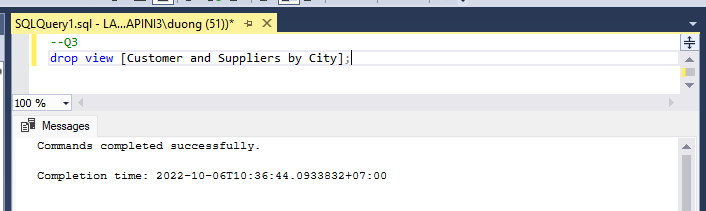 SQLQuery1.sql - LA...APINI3\duong (51))*
--Q3
drop view [Customer and Suppliers by City];
100 %
Messages
Commands completed successfully.
Completion time: 2022-10-06T10:36:44.0933832+07:00